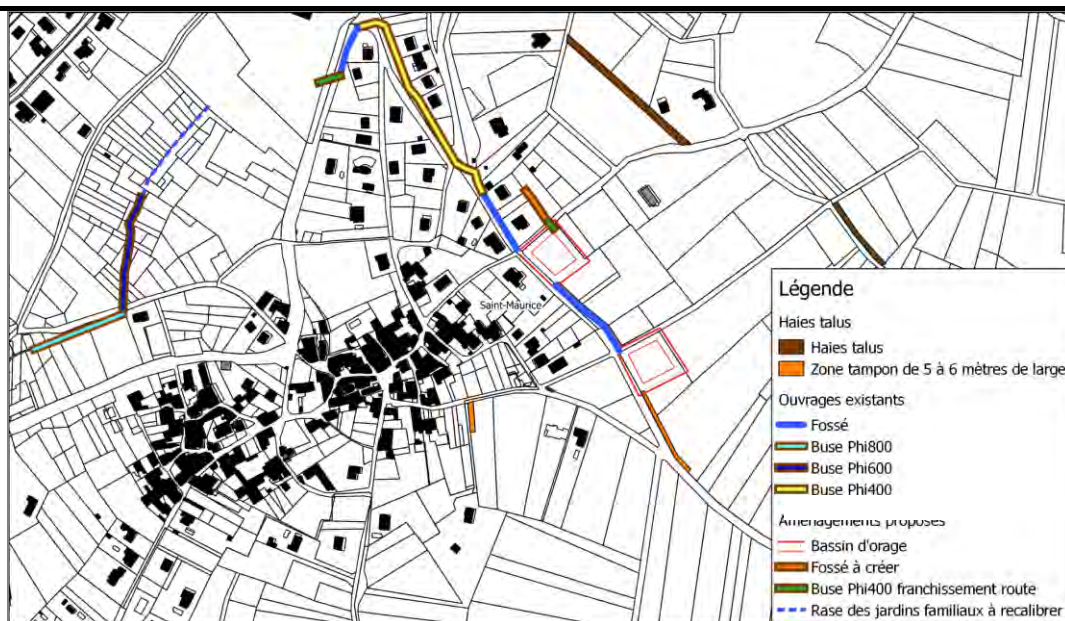 Saint-Maurice
Légende
Haies talus
Haies talus
Zone tampon de 5 à 6 mètres de large
Ouvrages existants
Fossé
Buse Phi800
Buse Phi600
Buse Phi400
Aménagements proposés
Bassin d'orage
Fossé à créer
Buse Phi400 franchissement route
Rase des jardins familiaux à recalibrer